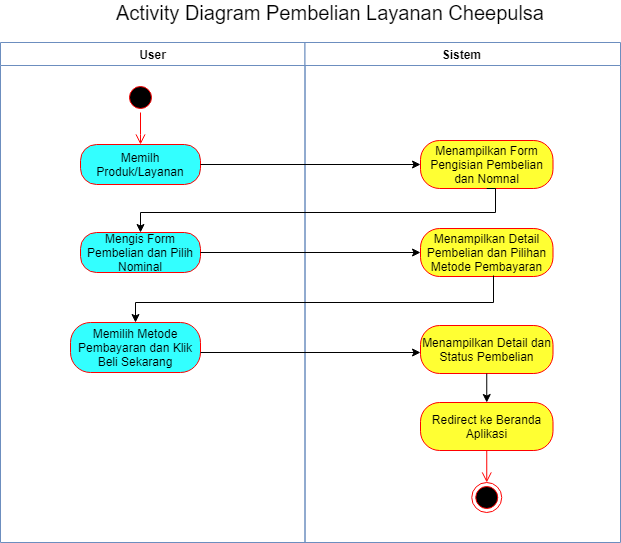 Activity Diagram Pembelian Layanan Cheepulsa
User
Sistem
Memilh
Produk/Layanan
Menampilkan Form
Pengisian Pembelian
dan Nomnal
Mengis Form
Pembelian dan Pilih
Nominal
Menampilkan Detail
Pembelian dan Pilihan
Metode Pembayaran
Memilih Metode
Pembayaran dan Klik
Beli Sekarang
Menampilkan Detail dan
Status Pembelian
Redirect ke Beranda
Aplikasi